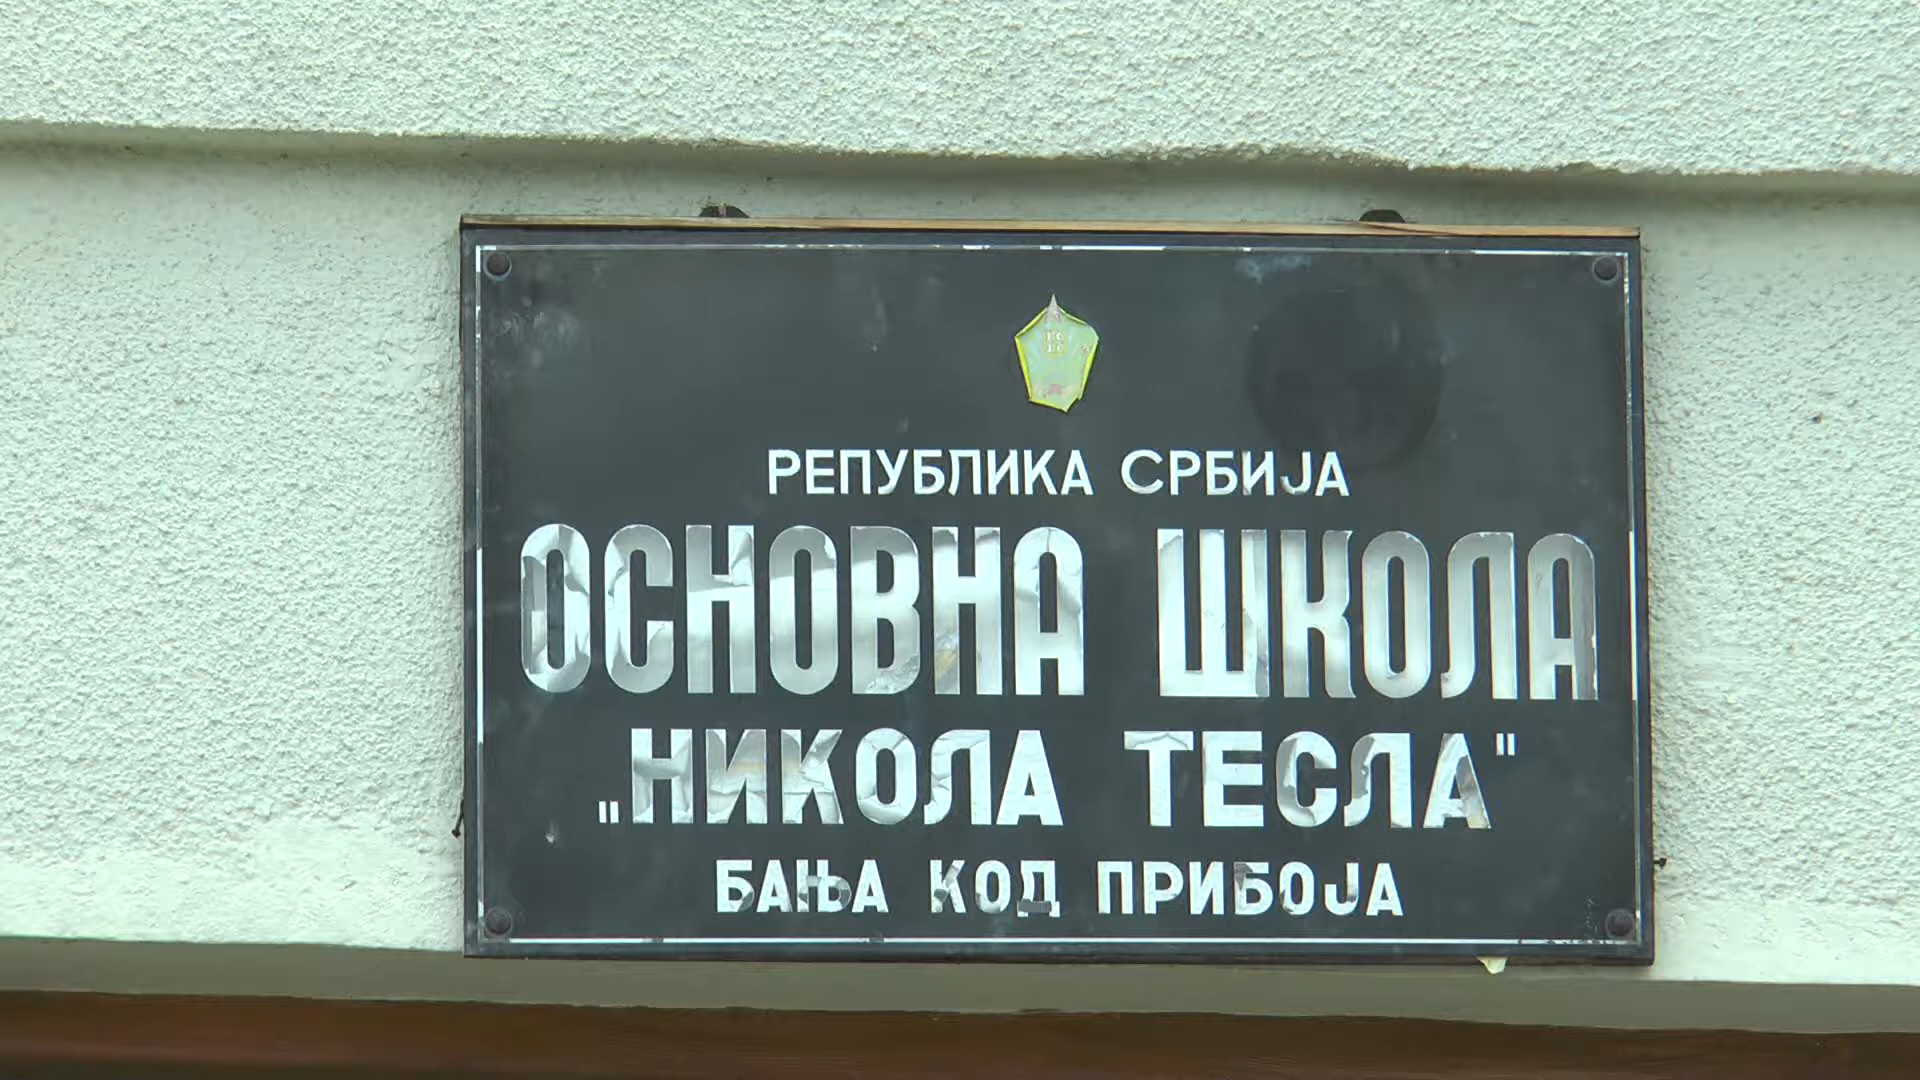 РЕПУБЛИКА СРБИЈА
ОСНОВНА ШКОЛА
„НИКОЛА ТЕСЛА"
БАЊА КОД ПРИБОЈА